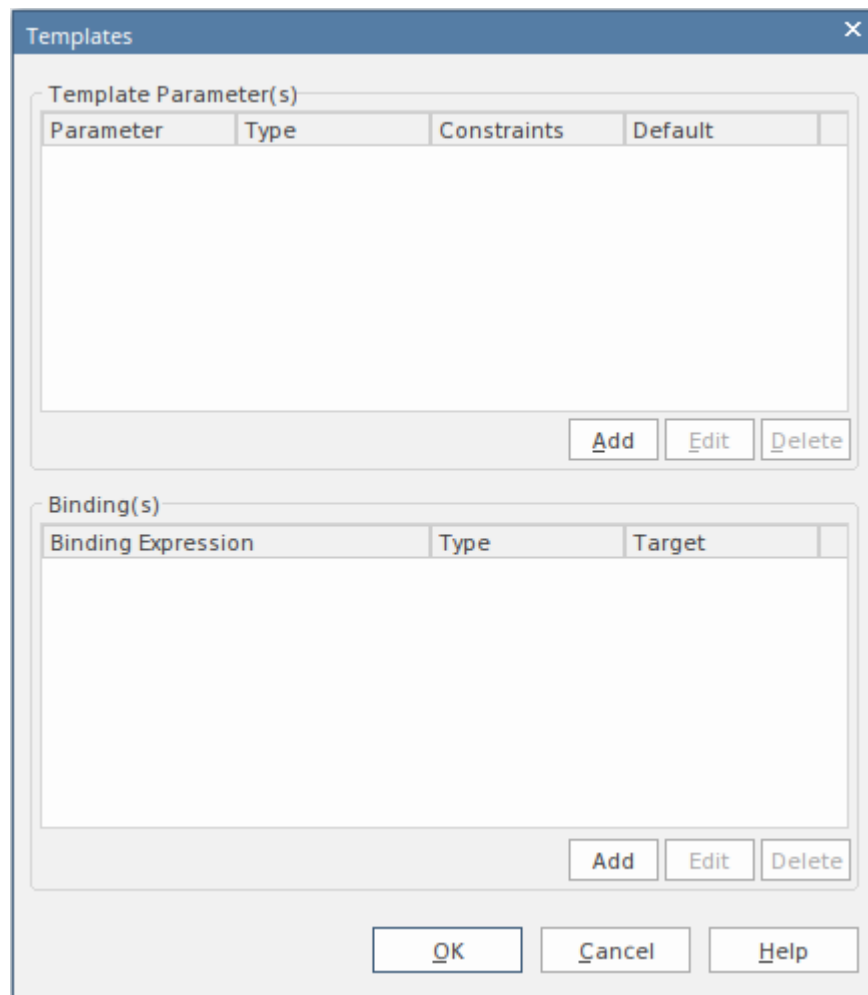 Templates
Template Parameter(s)
Parameter Type Constraints Default
Add Edit Delete
Binding(s)
Binding Expression Type Target
Add Edit Delete
OK Cancel Help